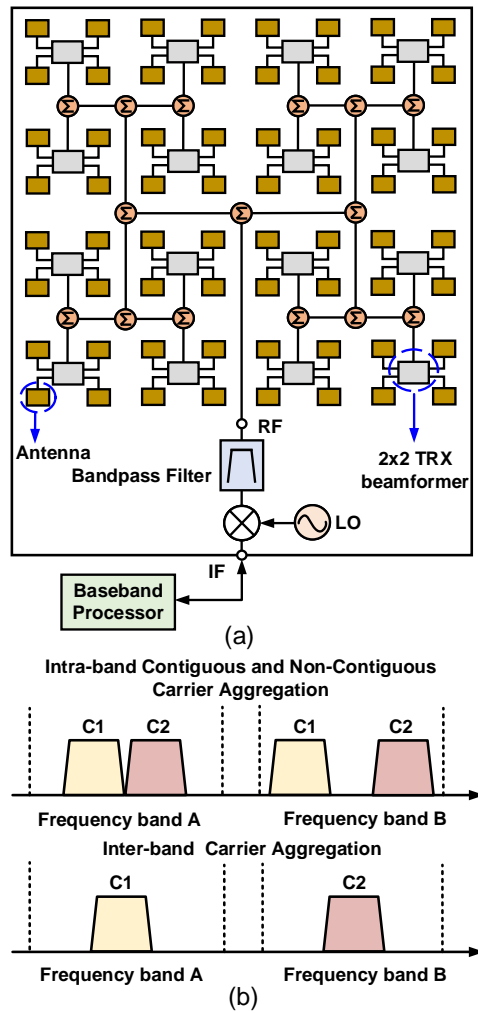 Σ Σ Σ Σ Σ Σ
Σ Σ Σ
Σ Σ Σ Σ Σ Σ
RF
Antenna
Bandpass Filter
2x2 TRX
beamformer
LO
IF
Baseband
Processor
(a)
Intra-band Contiguous and Non-Contiguous
Carrier Aggregation
C1 C2 C1 C2
Frequency band A Frequency band B
Inter-band Carrier Aggregation
C1 C2
Frequency band A Frequency band B
(b)